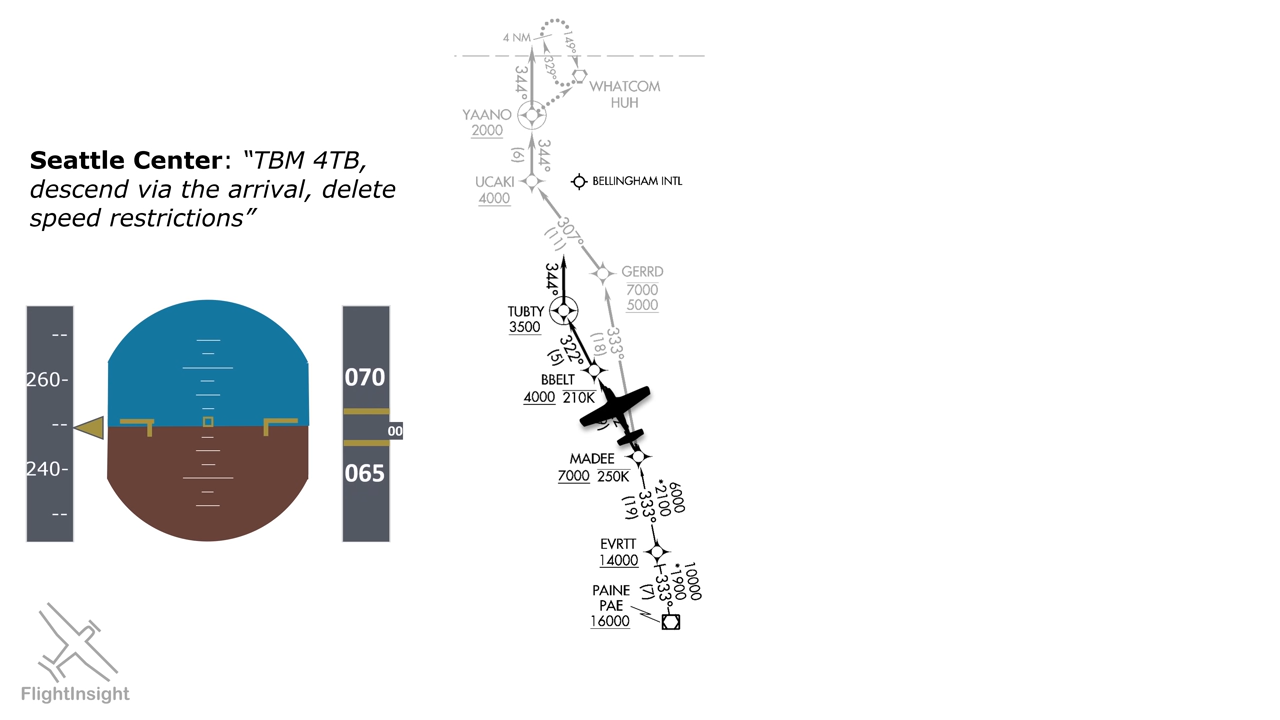 Seattle Center: “TBM 4TB,
descend via the arrival, delete
speed restrictions”
--
260-
--
240-
--
070
00
065
FlightInsight
4 NM
149°
329°
344°
WHATCOM
HUH
YAANO
2000
(6)
344°
UCAKI
4000
BELLINGHAM INTL
307°
(11)
GERRD
7000
5000
344°
TUBTY
3500
333°
(18)
322°
(5)
BBELT
4000 210K
MADEE
7000 250K
6000
*2100
333°
(19)
EVRTT
14000
10000
*1900
333°
(7)
PAINE
PAE
16000